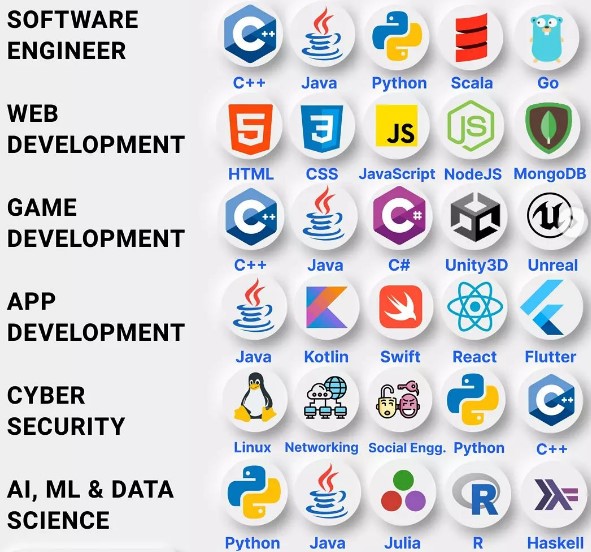 SOFTWARE
ENGINEER
C++ Java Python Scala Go
WEB
DEVELOPMENT
5 3 JS JS
HTML CSS JavaScript NodeJS MongoDB
GAME
DEVELOPMENT
C++ Java C# Unity3D Unreal
APP
DEVELOPMENT
Java Kotlin Swift React Flutter
CYBER
SECURITY
Linux Networking Social Engg. Python C++
AI, ML & DATA
SCIENCE
Python Java Julia R Haskell